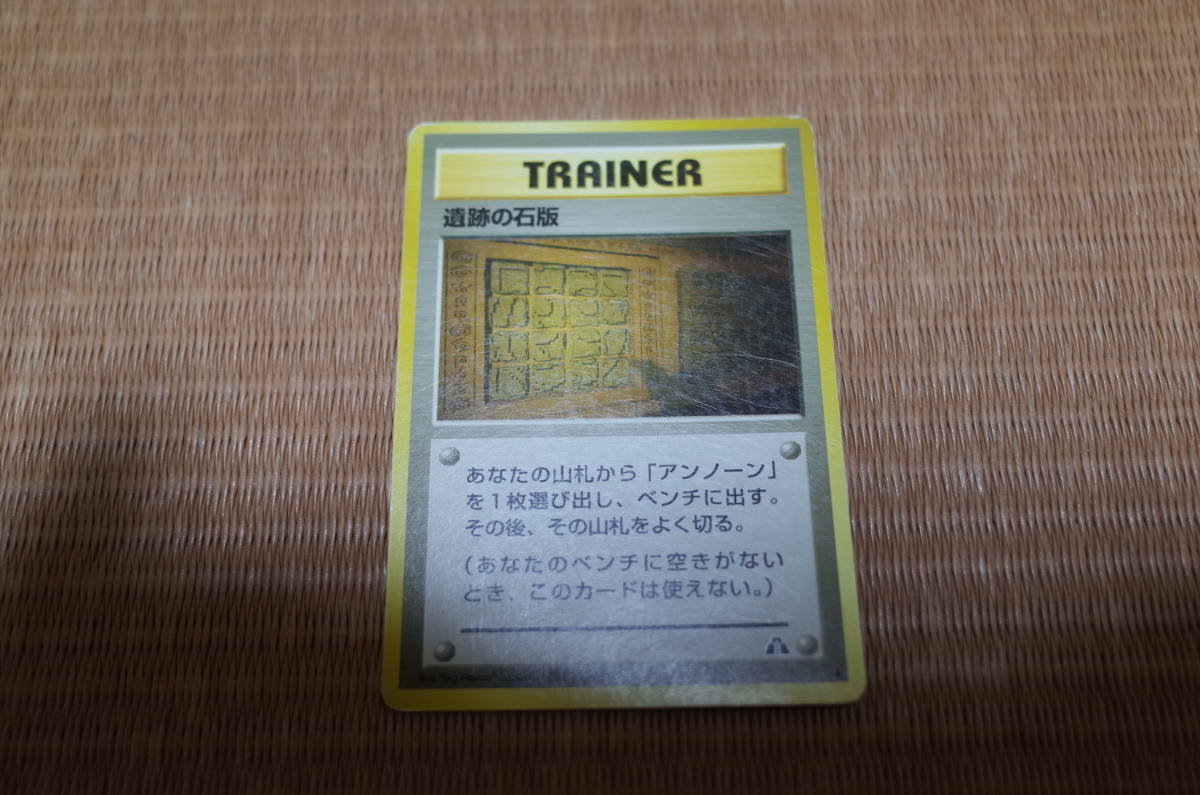 TRAINER
遺跡の石版
あなたの山札から「アンノーン」
を1枚選び出し、ベンチに出す。
その後、その山札をよく切る。
（あなたのベンチに空きがない
とき、このカードは使えない。）